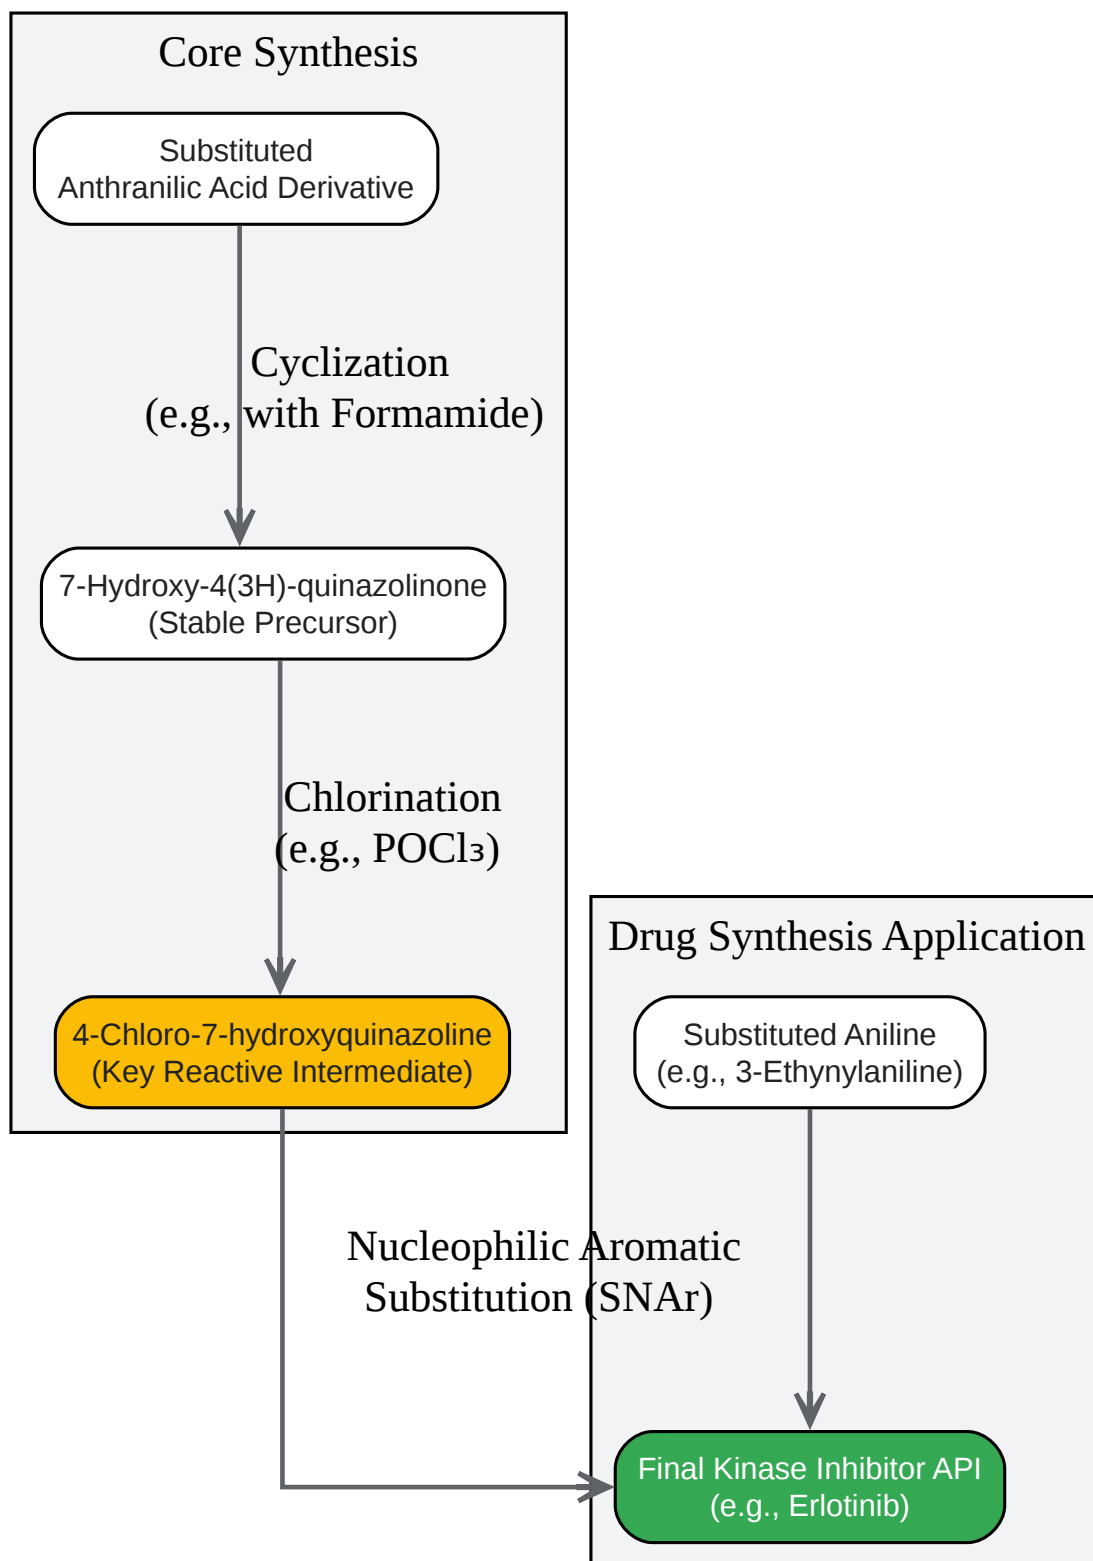 Core Synthesis
Substituted
Anthranilic Acid Derivative
Cyclization
(e.g., with Formamide)
7-Hydroxy-4(3H)-quinazolinone
(Stable Precursor)
Chlorination
(e.g., POCl₃)
4-Chloro-7-hydroxyquinazoline
(Key Reactive Intermediate)
Drug Synthesis Application
Substituted Aniline
(e.g., 3-Ethynylaniline)
Nucleophilic Aromatic
Substitution (SNAr)
Final Kinase Inhibitor API
(e.g., Erlotinib)